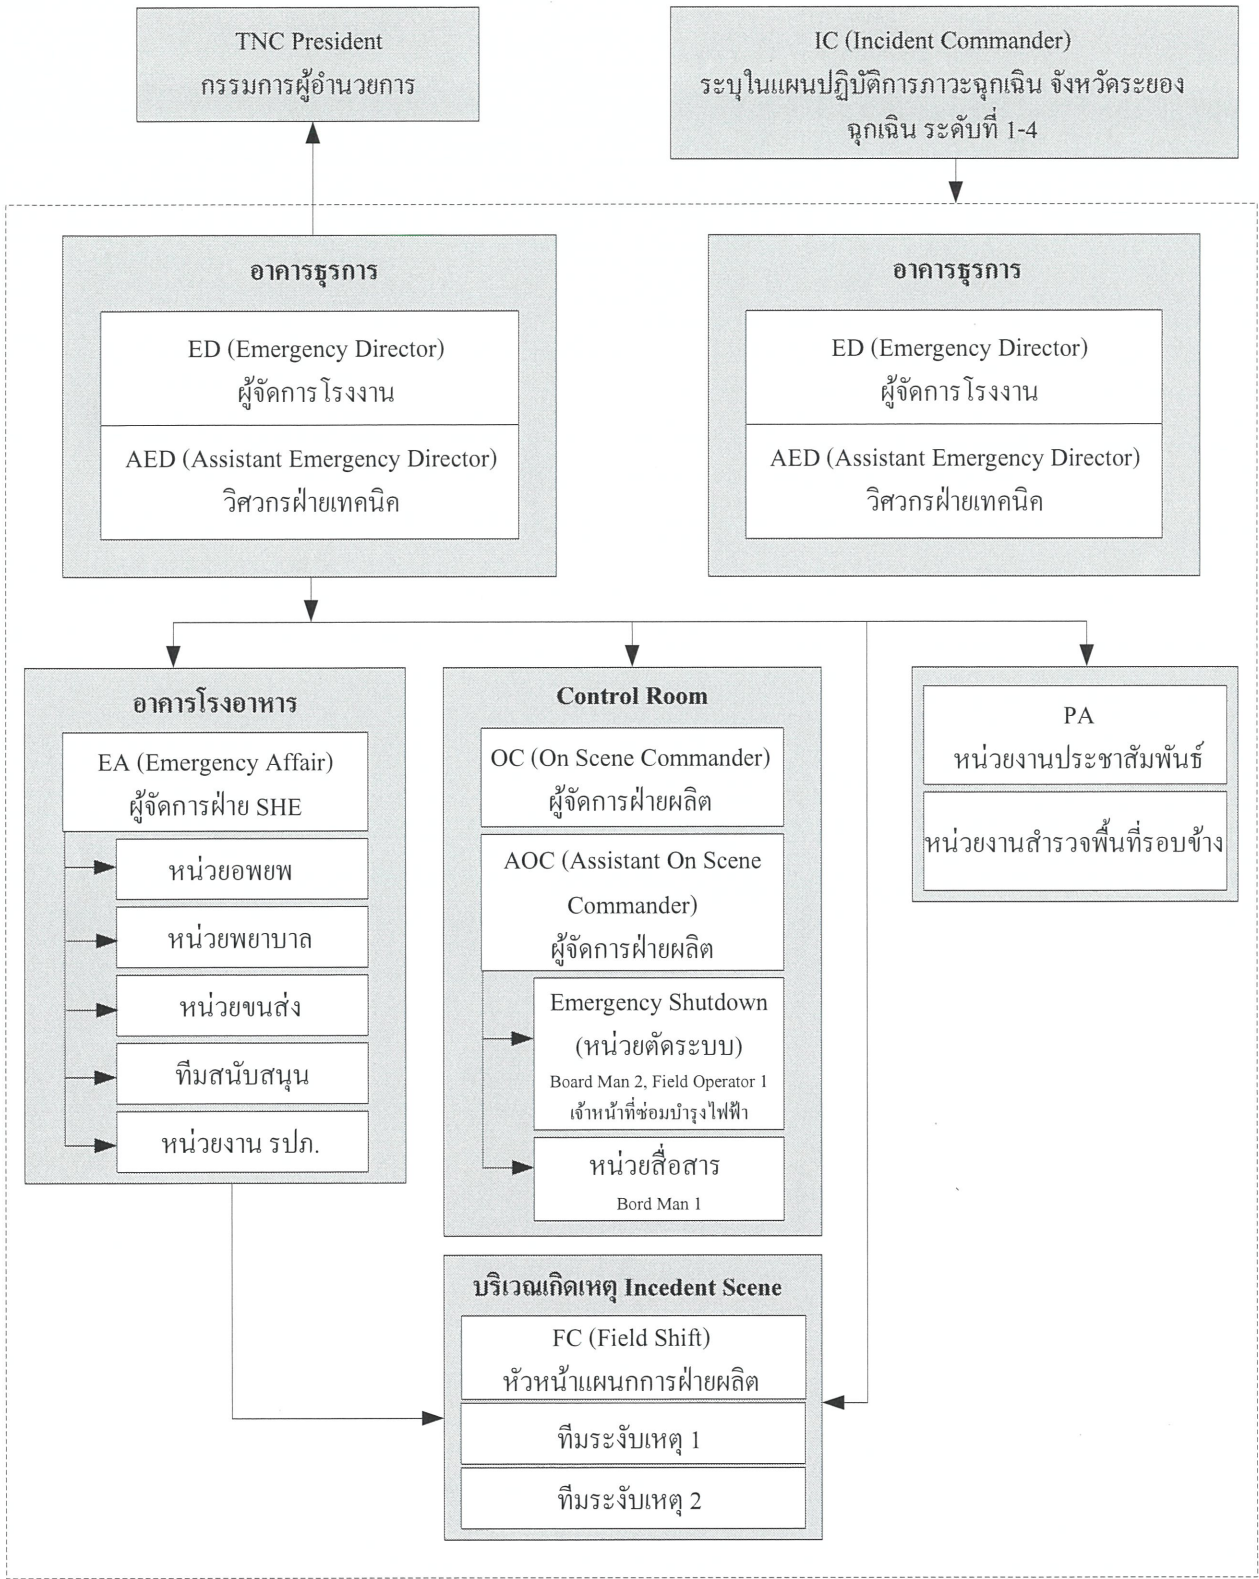 TNC President
กรรมการผู้อำนวยการ
IC (Incident Commander)
ระบุในแผนปฏิบัติการภาวะฉุกเฉิน จังหวัดระยอง
ฉุกเฉิน ระดับที่ 1-4
อาคารธุรการ
ED (Emergency Director)
ผู้จัดการโรงงาน
AED (Assistant Emergency Director)
วิศวกรฝ่ายเทคนิค
อาคารธุรการ
ED (Emergency Director)
ผู้จัดการโรงงาน
AED (Assistant Emergency Director)
วิศวกรฝ่ายเทคนิค
อาคารโรงอาหาร
EA (Emergency Affair)
ผู้จัดการฝ่าย SHE
หน่วยอพยพ
หน่วยพยาบาล
หน่วยขนส่ง
ทีมสนับสนุน
หน่วยงาน รปภ.
Control Room
OC (On Scene Commander)
ผู้จัดการฝ่ายผลิต
AOC (Assistant On Scene
Commander)
ผู้จัดการฝ่ายผลิต
Emergency Shutdown
(หน่วยตัดระบบ)
Board Man 2, Field Operator 1
เจ้าหน้าที่ซ่อมบำรุงไฟฟ้า
หน่วยสื่อสาร
Bord Man 1
PA
หน่วยงานประชาสัมพันธ์
หน่วยงานสำรวจพื้นที่รอบข้าง
บริเวณเกิดเหตุ Incedent Scene
FC (Field Shift)
หัวหน้าแผนกการฝ่ายผลิต
ทีมระงับเหตุ 1
ทีมระงับเหตุ 2